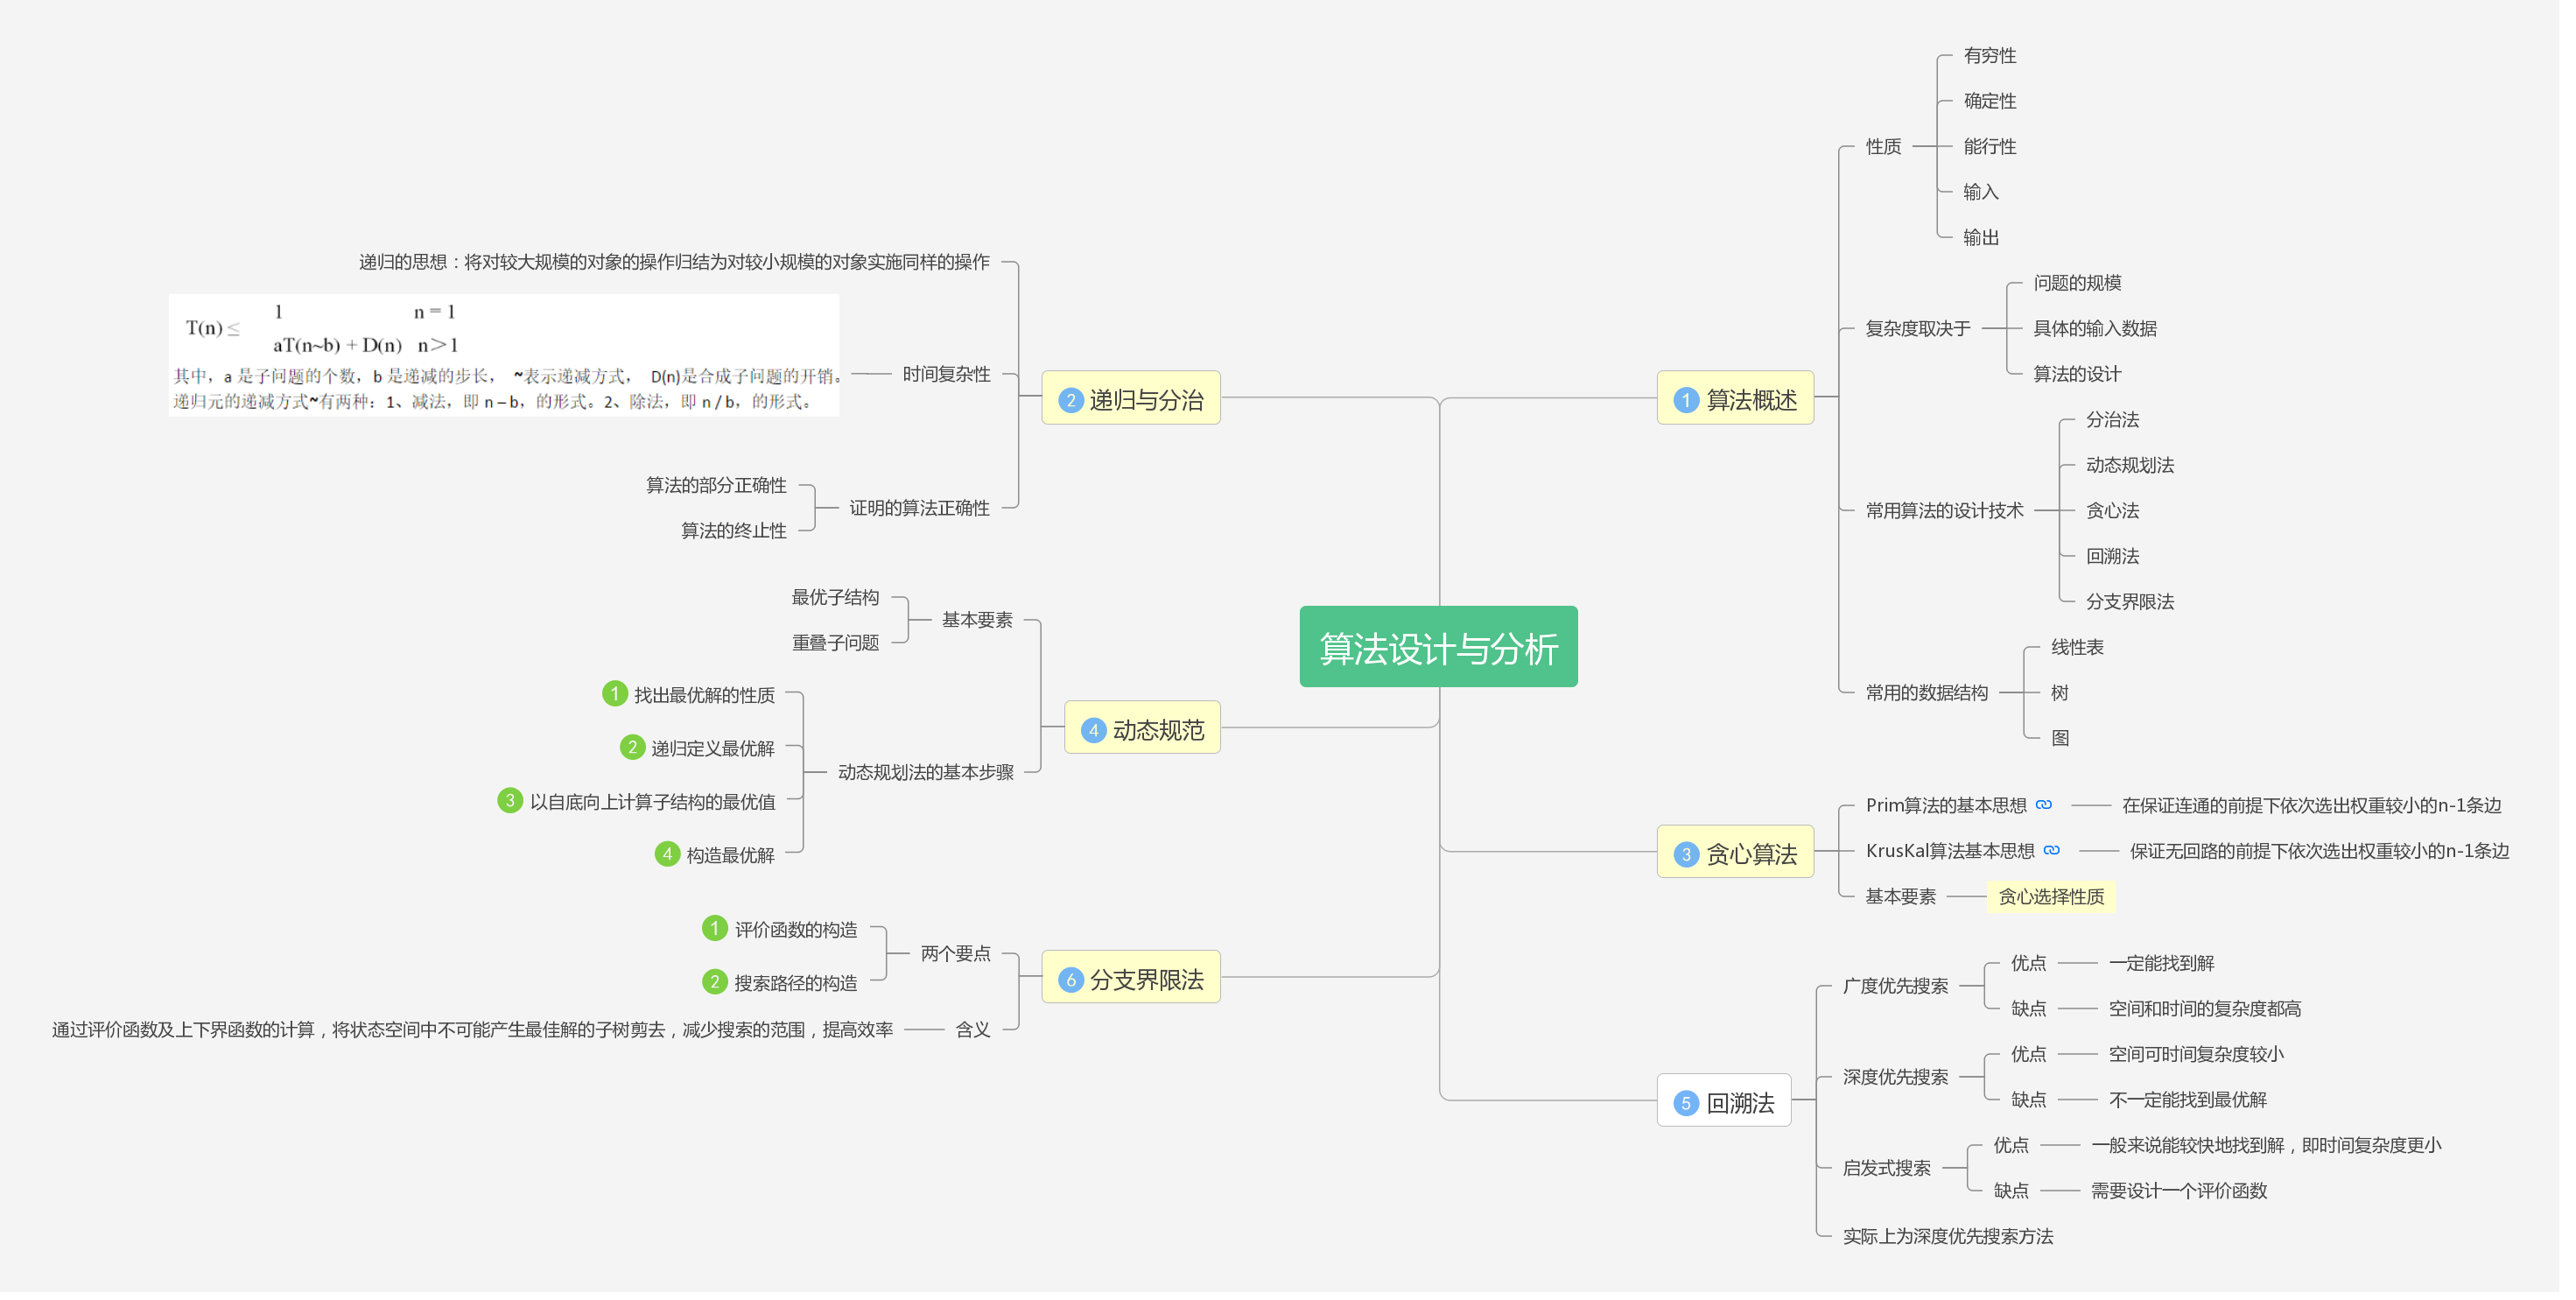 算法设计与分析
1 算法概述
性质
有穷性
确定性
能行性
输入
输出
复杂度取决于
问题的规模
具体的输入数据
算法的设计
常用算法的设计技术
分治法
动态规划法
贪心法
回溯法
分支界限法
常用的数据结构
线性表
树
图
2 递归与分治
递归的思想：将对较大规模的对象的操作归结为对较小规模的对象实施同样的操作
时间复杂性
1 n = 1
T(n) ≤
aT(n~b) + D(n) n＞1
其中，a 是子问题的个数，b 是递减的步长， ~表示递减方式， D(n)是合成子问题的开销。
递归元的递减方式~有两种：1、减法，即 n – b，的形式。2、除法，即 n / b，的形式。
证明的算法正确性
算法的部分正确性
算法的终止性
3 贪心算法
Prim算法的基本思想
在保证连通的前提下依次选出权重较小的n-1条边
KrusKal算法基本思想
保证无回路的前提下依次选出权重较小的n-1条边
基本要素
贪心选择性质
4 动态规范
基本要素
最优子结构
重叠子问题
动态规划法的基本步骤
1 找出最优解的性质
2 递归定义最优解
3 以自底向上计算子结构的最优值
4 构造最优解
5 回溯法
广度优先搜索
优点
一定能找到解
缺点
空间和时间的复杂度都高
深度优先搜索
优点
空间可时间复杂度较小
缺点
不一定能找到最优解
启发式搜索
优点
一般来说能较快地找到解，即时间复杂度更小
缺点
需要设计一个评价函数
实际上为深度优先搜索方法
6 分支界限法
两个要点
1 评价函数的构造
2 搜索路径的构造
含义
通过评价函数及上下界函数的计算，将状态空间中不可能产生最佳解的子树剪去，减少搜索的范围，提高效率